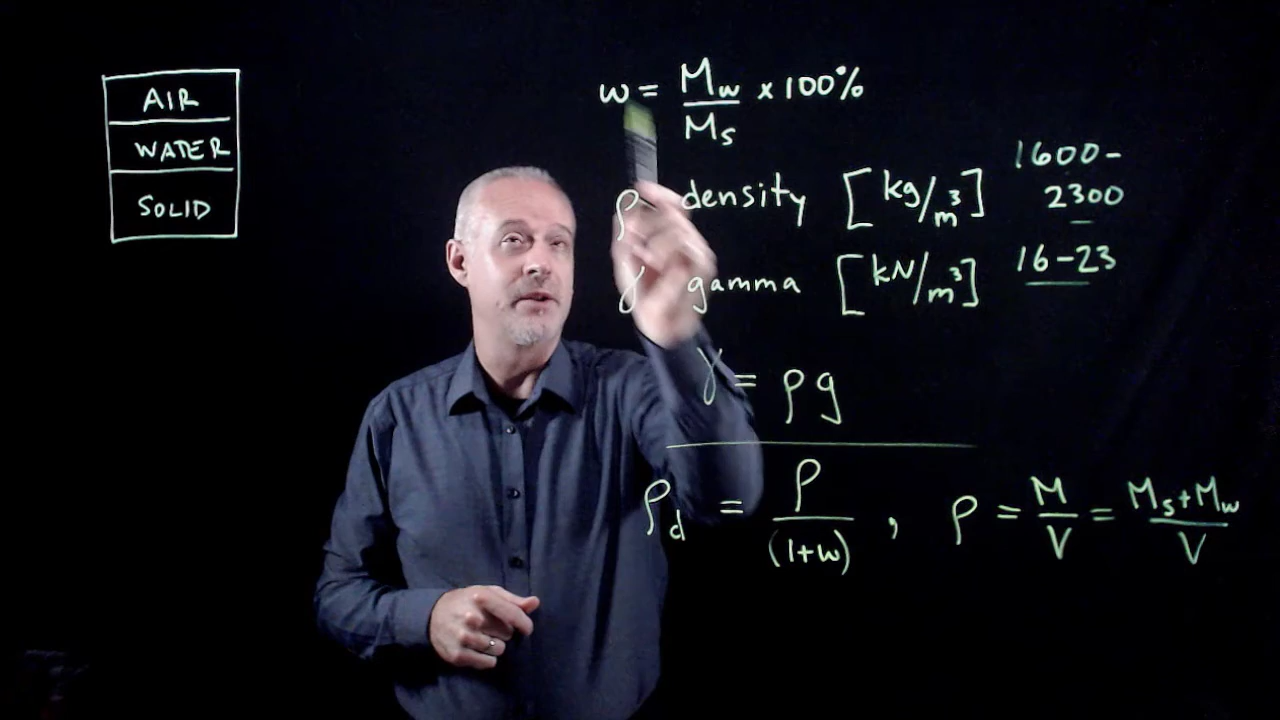 AIR
WATER
SOLID
w = Mw/Ms × 100%
ρ density [kg/m³] 1600-2300
γ gamma [kN/m³] 16-23
γ = ρg
ρd = ρ/(1+w), ρ = M/V = Ms+Mw/V